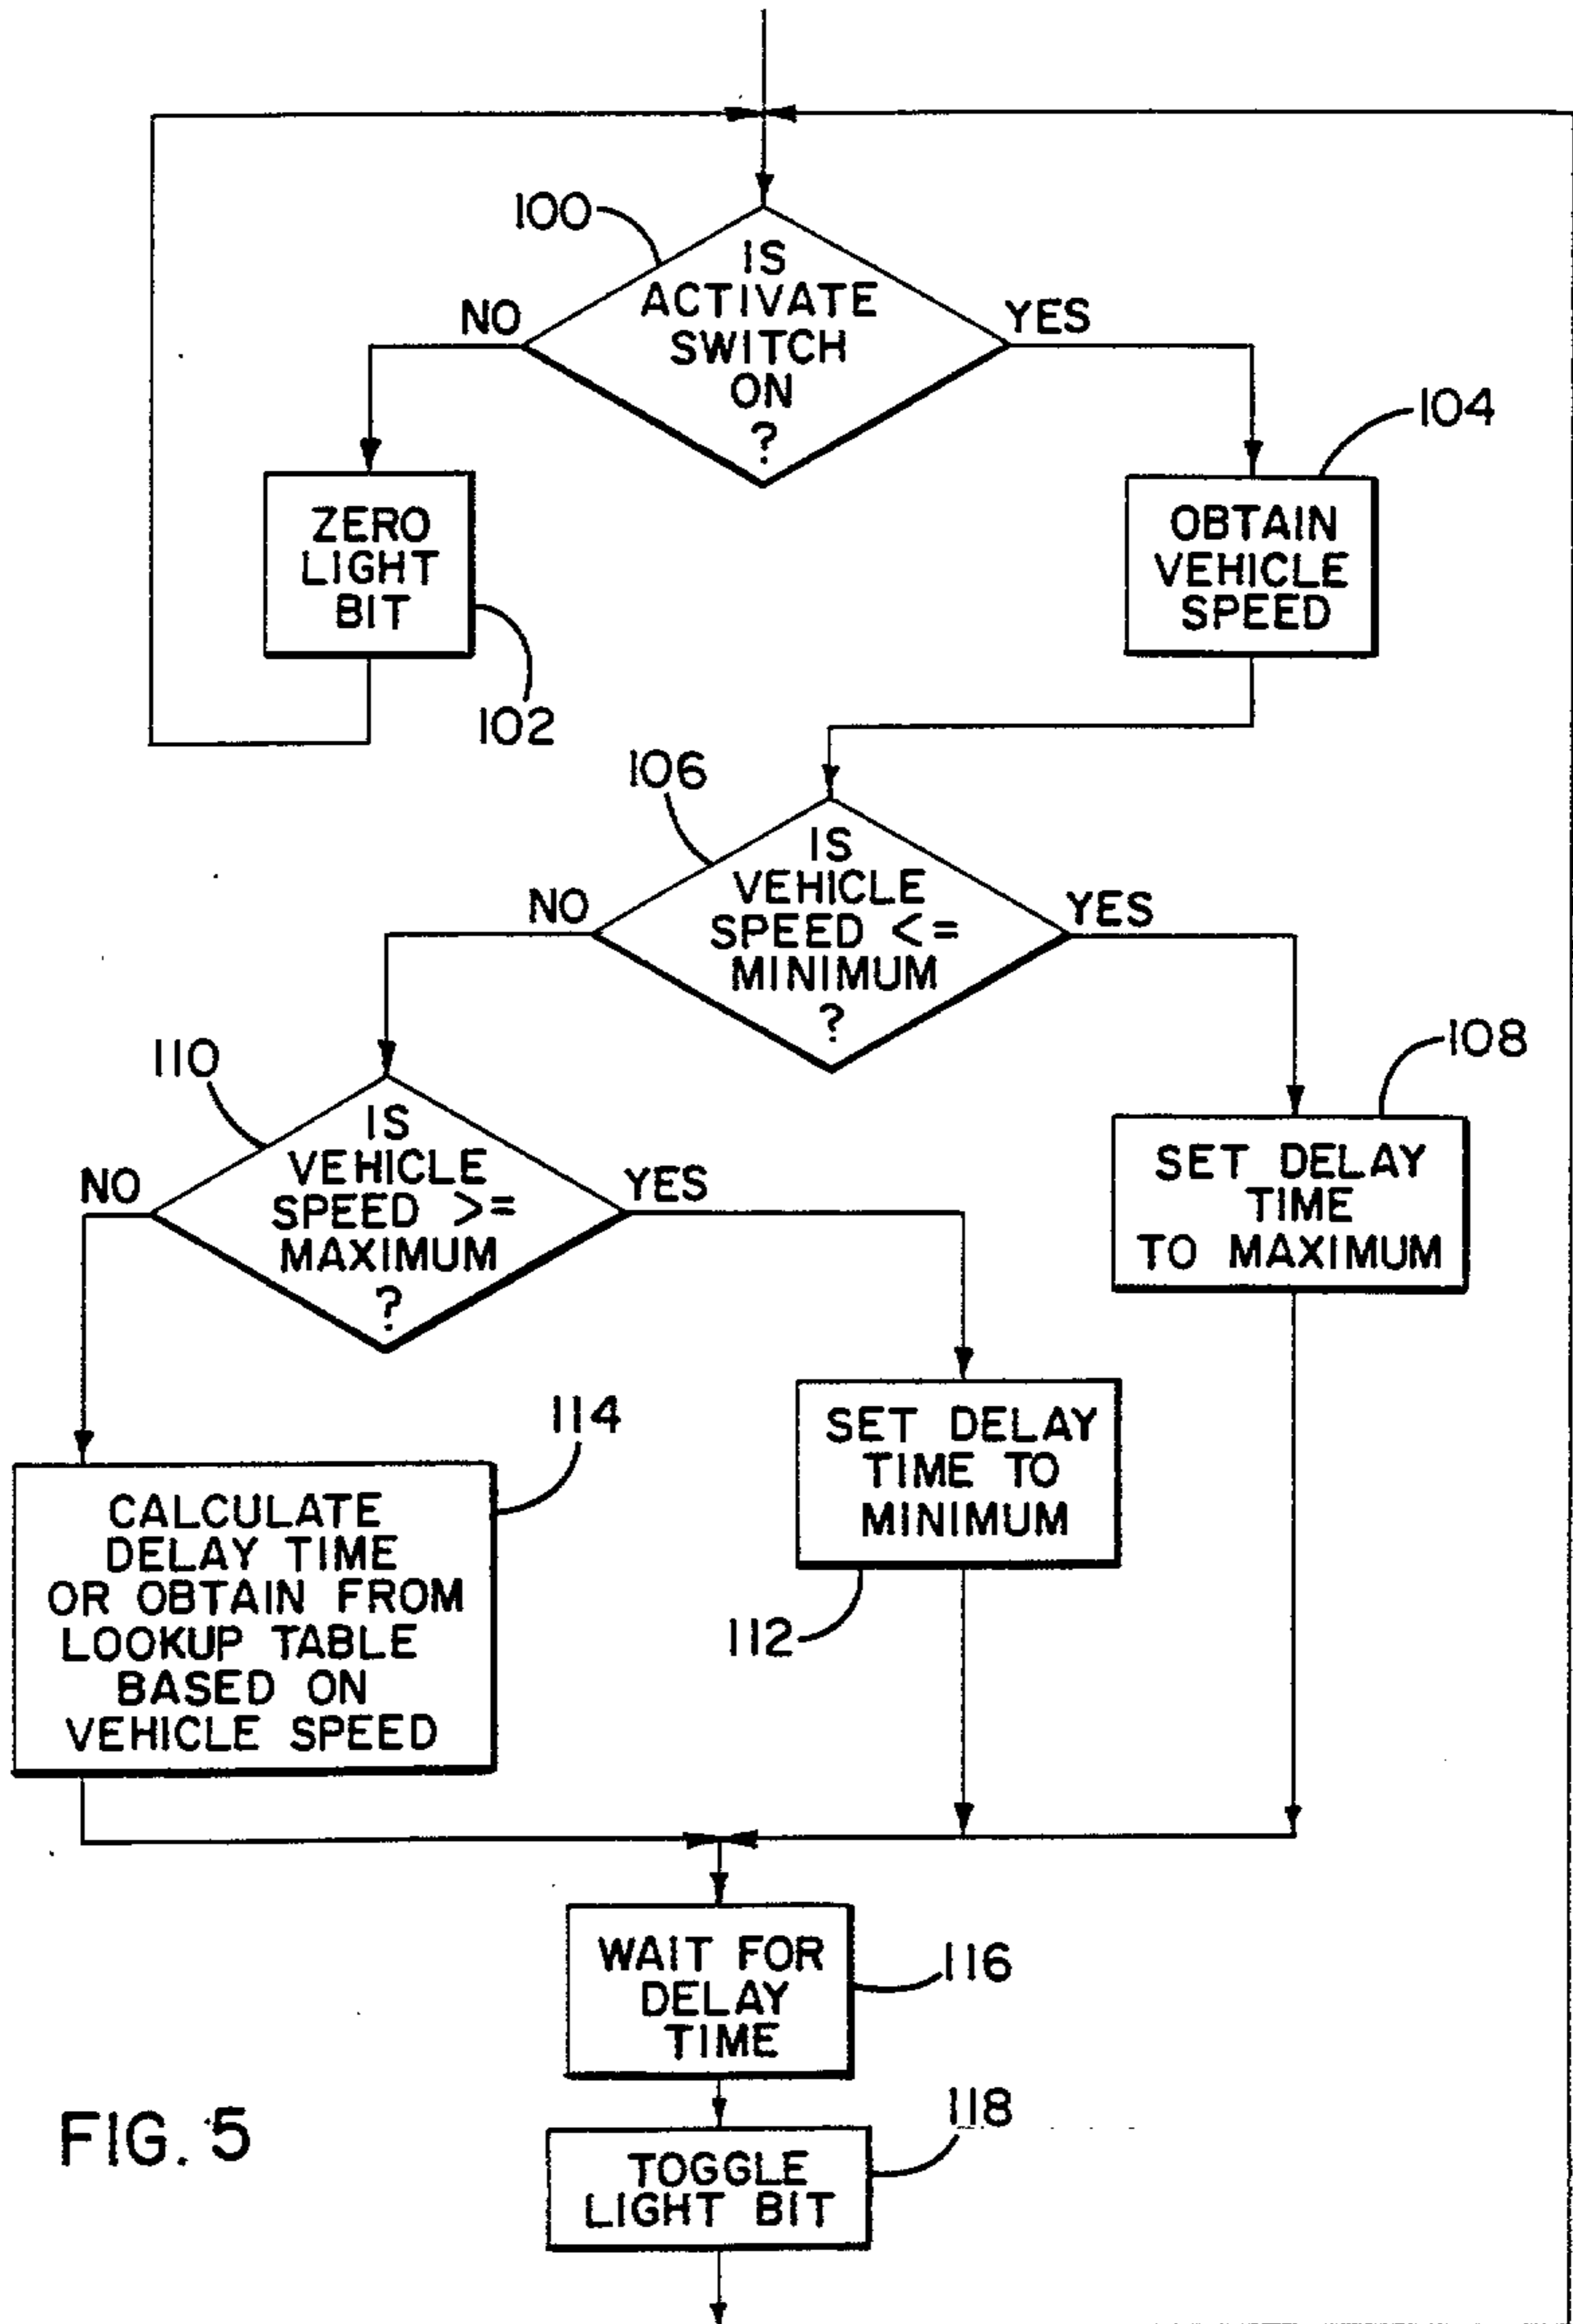 100
IS
ACTIVATE
SWITCH
ON
?
NO
YES
ZERO
LIGHT
BIT
102
104
OBTAIN
VEHICLE
SPEED
106
IS
VEHICLE
SPEED <=
MINIMUM
?
NO
YES
108
SET DELAY
TIME
TO MAXIMUM
110
IS
VEHICLE
SPEED >=
MAXIMUM
?
NO
YES
112
SET DELAY
TIME TO
MINIMUM
114
CALCULATE
DELAY TIME
OR OBTAIN FROM
LOOKUP TABLE
BASED ON
VEHICLE SPEED
WAIT FOR
DELAY
TIME
116
118
TOGGLE
LIGHT BIT
FIG. 5